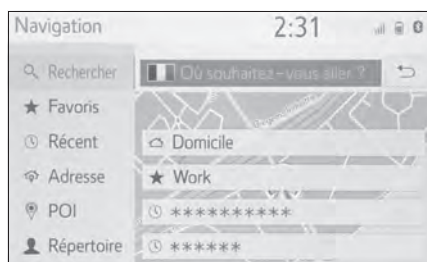 Navigation 2:31
Rechercher
Où souhaitez-vous aller ?
Favoris
Récent
Domicile
Adresse
Work
POI
**********
Répertoire
******